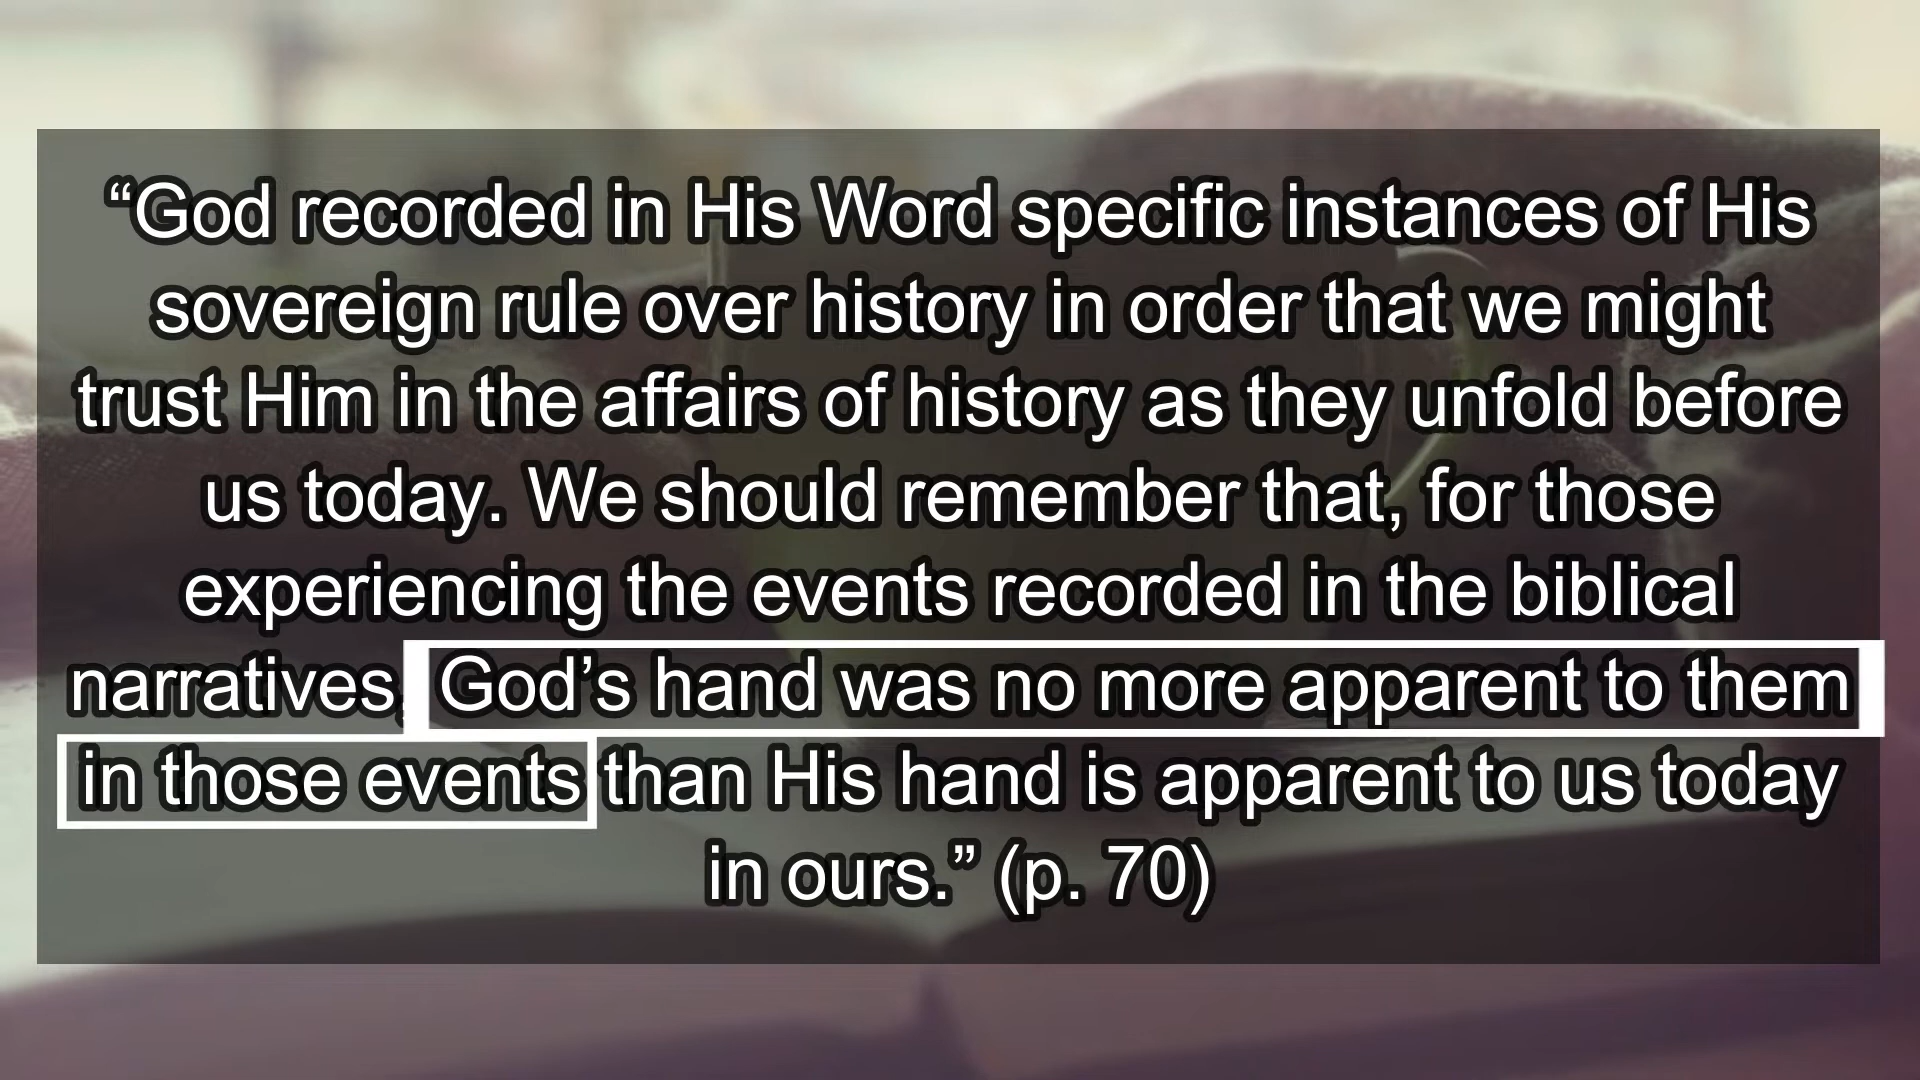 “God recorded in His Word specific instances of His
sovereign rule over history in order that we might
trust Him in the affairs of history as they unfold before
us today. We should remember that, for those
experiencing the events recorded in the biblical
narratives, God’s hand was no more apparent to them
in those events than His hand is apparent to us today
in ours.” (p. 70)